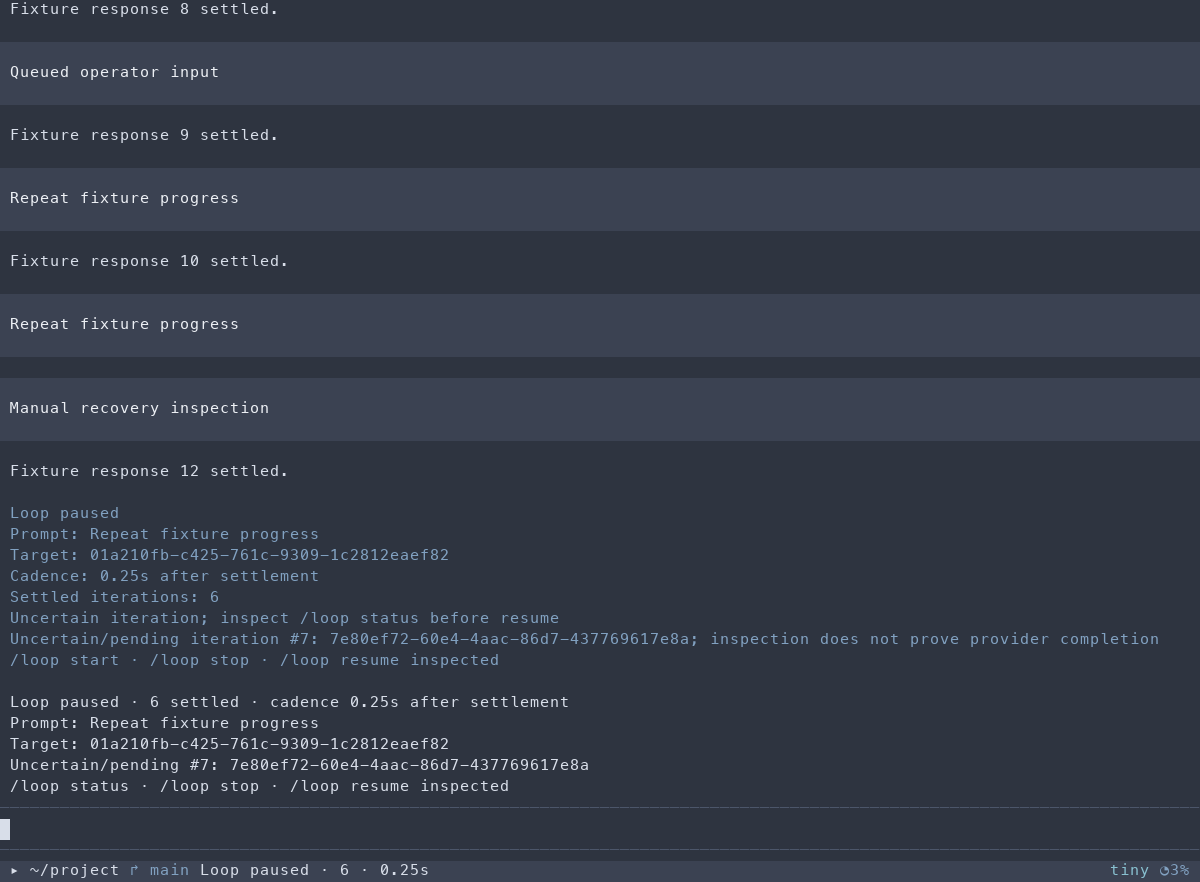 Fixture response 8 settled.
Queued operator input
Fixture response 9 settled.
Repeat fixture progress
Fixture response 10 settled.
Repeat fixture progress
Manual recovery inspection
Fixture response 12 settled.
Loop paused
Prompt: Repeat fixture progress
Target: 01a210fb-c425-761c-9309-1c2812eaef82
Cadence: 0.25s after settlement
Settled iterations: 6
Uncertain iteration; inspect /loop status before resume
Uncertain/pending iteration #7: 7e80ef72-60e4-4aac-86d7-437769617e8a; inspection does not prove provider completion
/loop start · /loop stop · /loop resume inspected
Loop paused · 6 settled · cadence 0.25s after settlement
Prompt: Repeat fixture progress
Target: 01a210fb-c425-761c-9309-1c2812eaef82
Uncertain/pending #7: 7e80ef72-60e4-4aac-86d7-437769617e8a
/loop status · /loop stop · /loop resume inspected
▸ ~/project ↱ main Loop paused · 6 · 0.25s tiny ◔3%